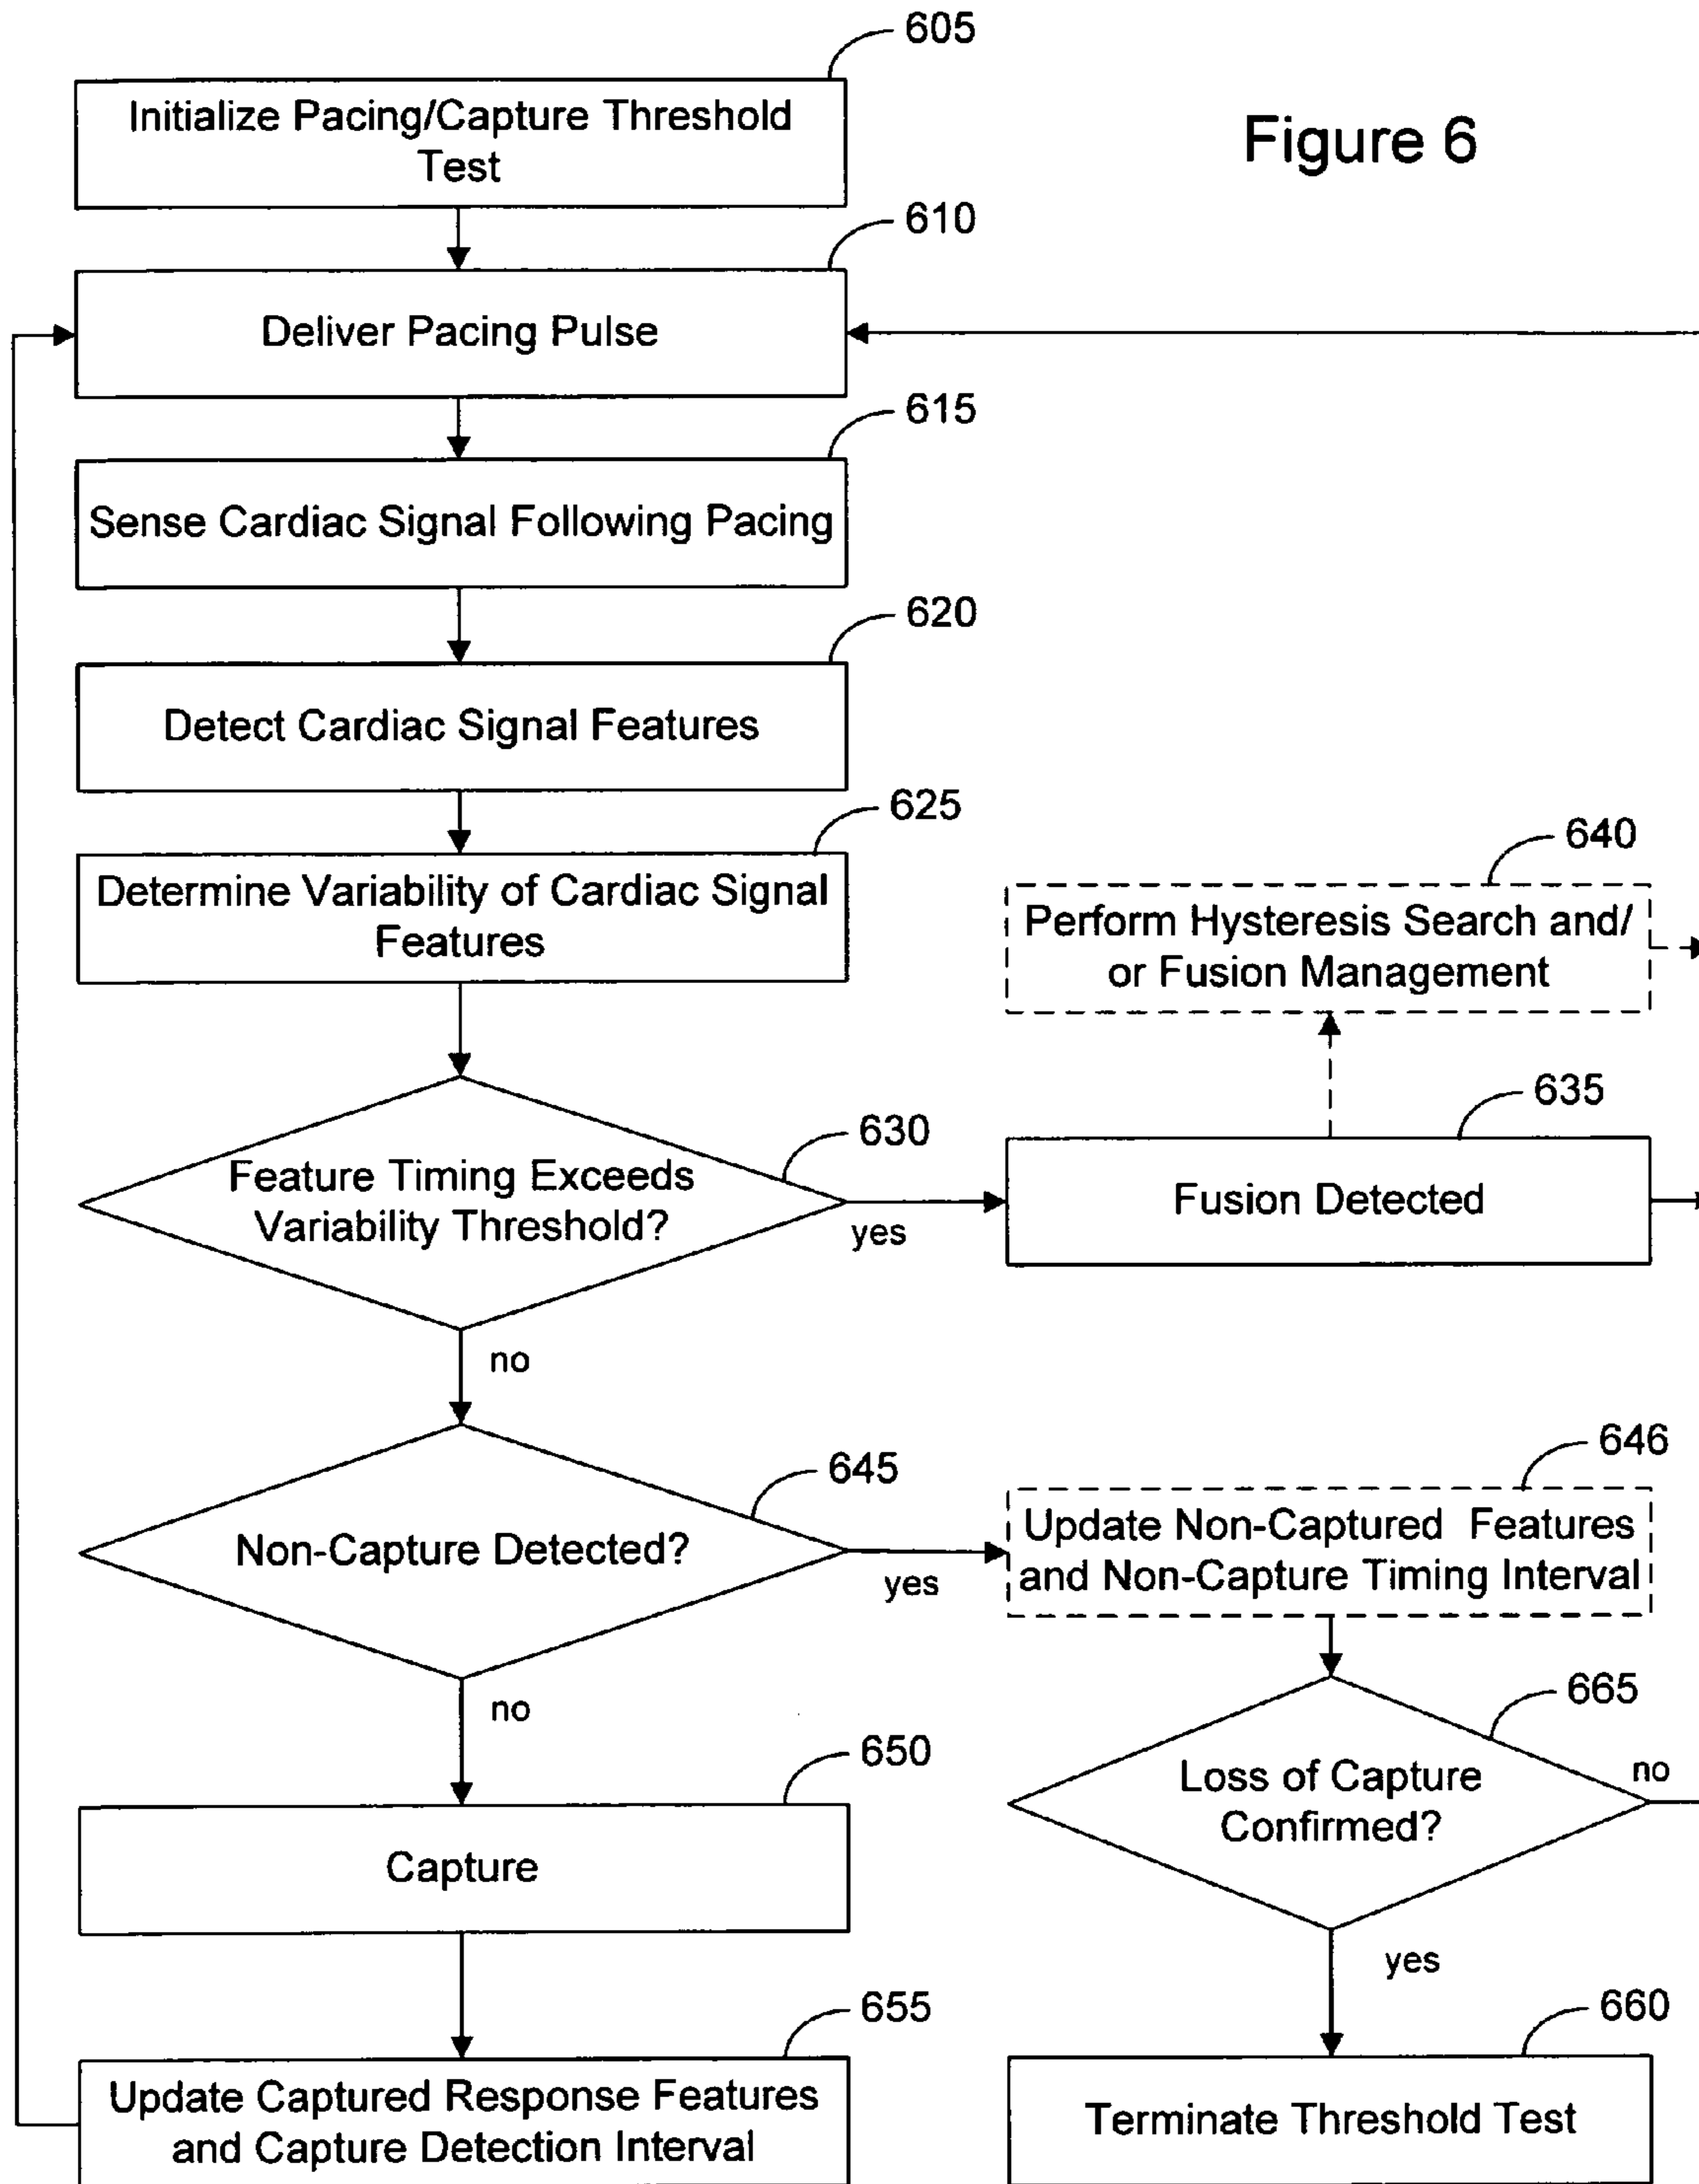 605
Initialize Pacing/Capture Threshold
Test
Figure 6
610
Deliver Pacing Pulse
615
Sense Cardiac Signal Following Pacing
620
Detect Cardiac Signal Features
625
Determine Variability of Cardiac Signal
Features
640
Perform Hysteresis Search and/
or Fusion Management
630
Feature Timing Exceeds
Variability Threshold?
yes
635
Fusion Detected
no
645
Non-Capture Detected?
yes
646
Update Non-Captured Features
and Non-Capture Timing Interval
no
665
Loss of Capture
Confirmed?
no
yes
650
Capture
655
Update Captured Response Features
and Capture Detection Interval
660
Terminate Threshold Test